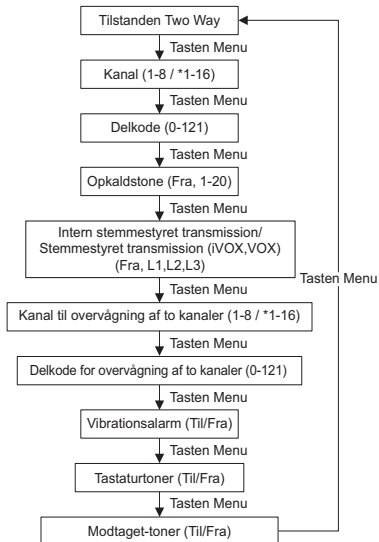 Tilstanden Two Way
Tasten Menu
Kanal (1-8 / *1-16)
Tasten Menu
Delkode (0-121)
Tasten Menu
Opkaldstone (Fra, 1-20)
Tasten Menu
Intern stemmestyret transmission/
Stemmestyret transmission (iVOX,VOX)
(Fra, L1,L2,L3)
Tasten Menu
Tasten Menu
Kanal til overvågning af to kanaler (1-8 / *1-16)
Tasten Menu
Delkode for overvågning af to kanaler (0-121)
Tasten Menu
Vibrationsalarm (Til/Fra)
Tasten Menu
Tastaturtoner (Til/Fra)
Tasten Menu
Modtaget-toner (Til/Fra)